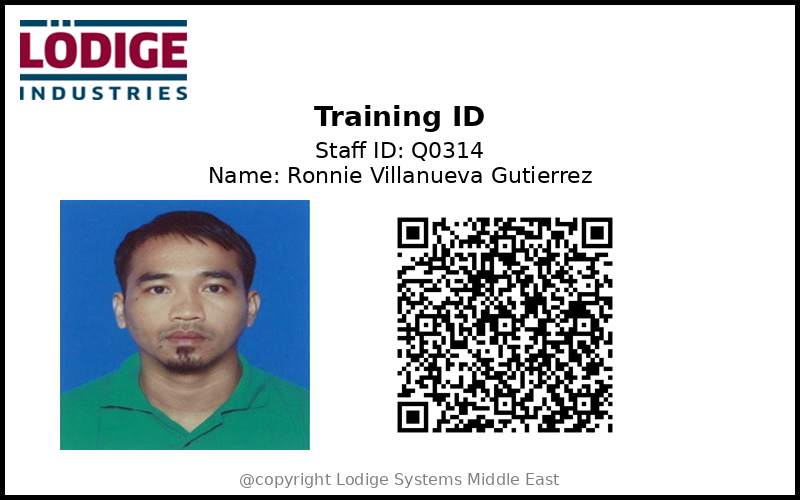 LÖDIGE
INDUSTRIES
Training ID
Staff ID: Q0314
Name: Ronnie Villanueva Gutierrez
@copyright Lodige Systems Middle East